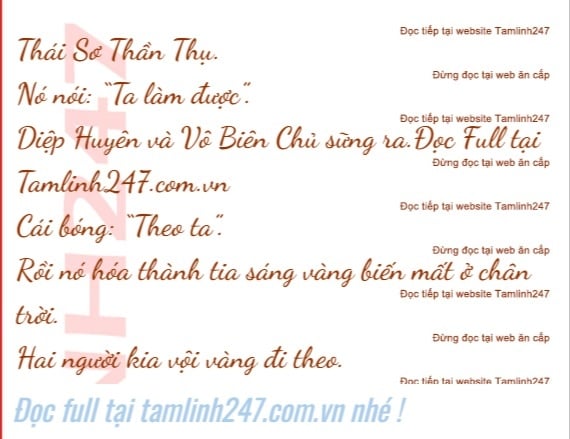 Đọc tiếp tại website Tamlinh247
Thái Sơ Thần Thụ.
Đừng đọc tại web ăn cắp
Nó nói: “Ta làm được”.
Đọc tiếp tại website Tamlinh247
Diệp Huyên và Vô Biên Chủ sững ra.Đọc Full tại
Đừng đọc tại web ăn cắp
Tamlinh247.com.vn
Đọc tiếp tại website Tamlinh247
Cái bóng: “Theo ta”.
Đừng đọc tại web ăn cắp
Rồi nó hóa thành tia sáng vàng biến mất ở chân
Đọc tiếp tại website Tamlinh247
trời.
Đừng đọc tại web ăn cắp
Hai người kia vội vàng đi theo.
Đọc tiếp tại website Tamlinh247
NH247
Đọc full tại tamlinh247.com.vn nhé !